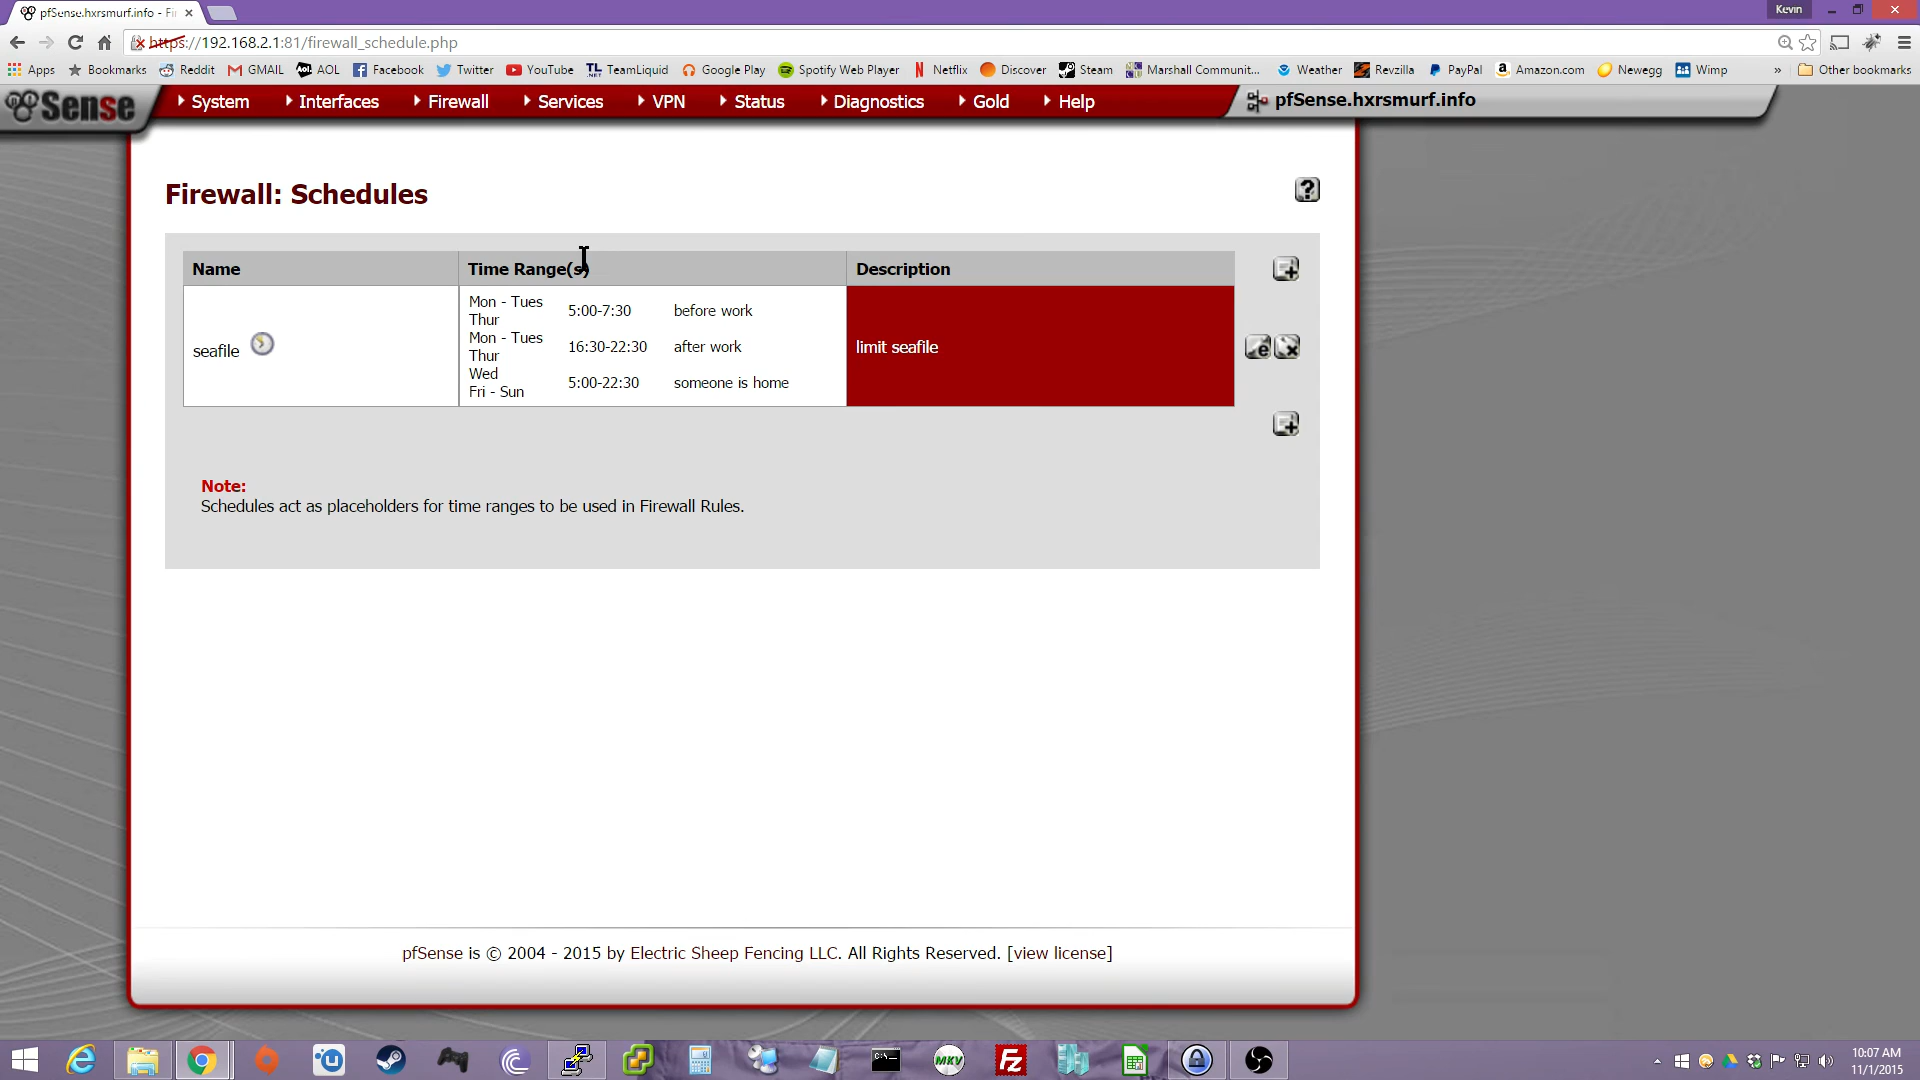 pfSense.hxrsmurf.info - Fi
Kevin
https://192.168.2.1:81/firewall_schedule.php
Apps Bookmarks Reddit GMAIL AOL Facebook Twitter YouTube TeamLiquid Google Play Spotify Web Player Netflix Discover Steam Marshall Communit... Weather Revzilla PayPal Amazon.com Newegg Wimp » Other bookmarks
Sense System Interfaces Firewall Services VPN Status Diagnostics Gold Help pfSense.hxrsmurf.info
Firewall: Schedules
Name Time Range(s) Description
seafile
Mon - Tues
Thur
5:00-7:30 before work
Mon - Tues
Thur
16:30-22:30 after work
Wed
Fri - Sun
5:00-22:30 someone is home
limit seafile
Note:
Schedules act as placeholders for time ranges to be used in Firewall Rules.
pfSense is © 2004 - 2015 by Electric Sheep Fencing LLC. All Rights Reserved. [view license]
MKV
FZ
10:07 AM
11/1/2015